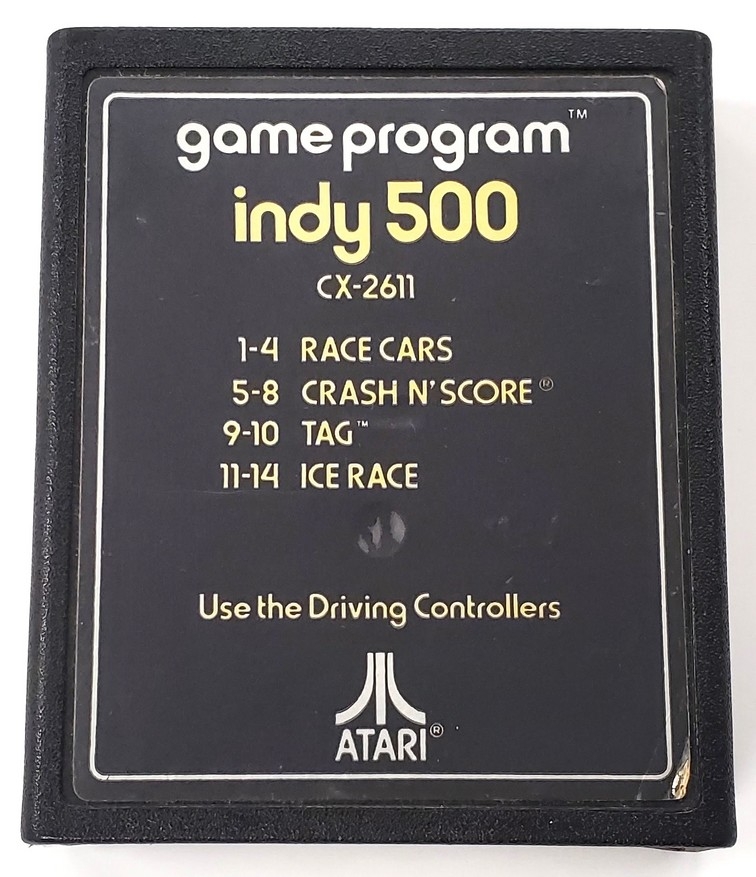 game program™
indy 500
CX-2611
1-4 RACE CARS
5-8 CRASH N' SCORE®
9-10 TAG™
11-14 ICE RACE
Use the Driving Controllers
ATARI®